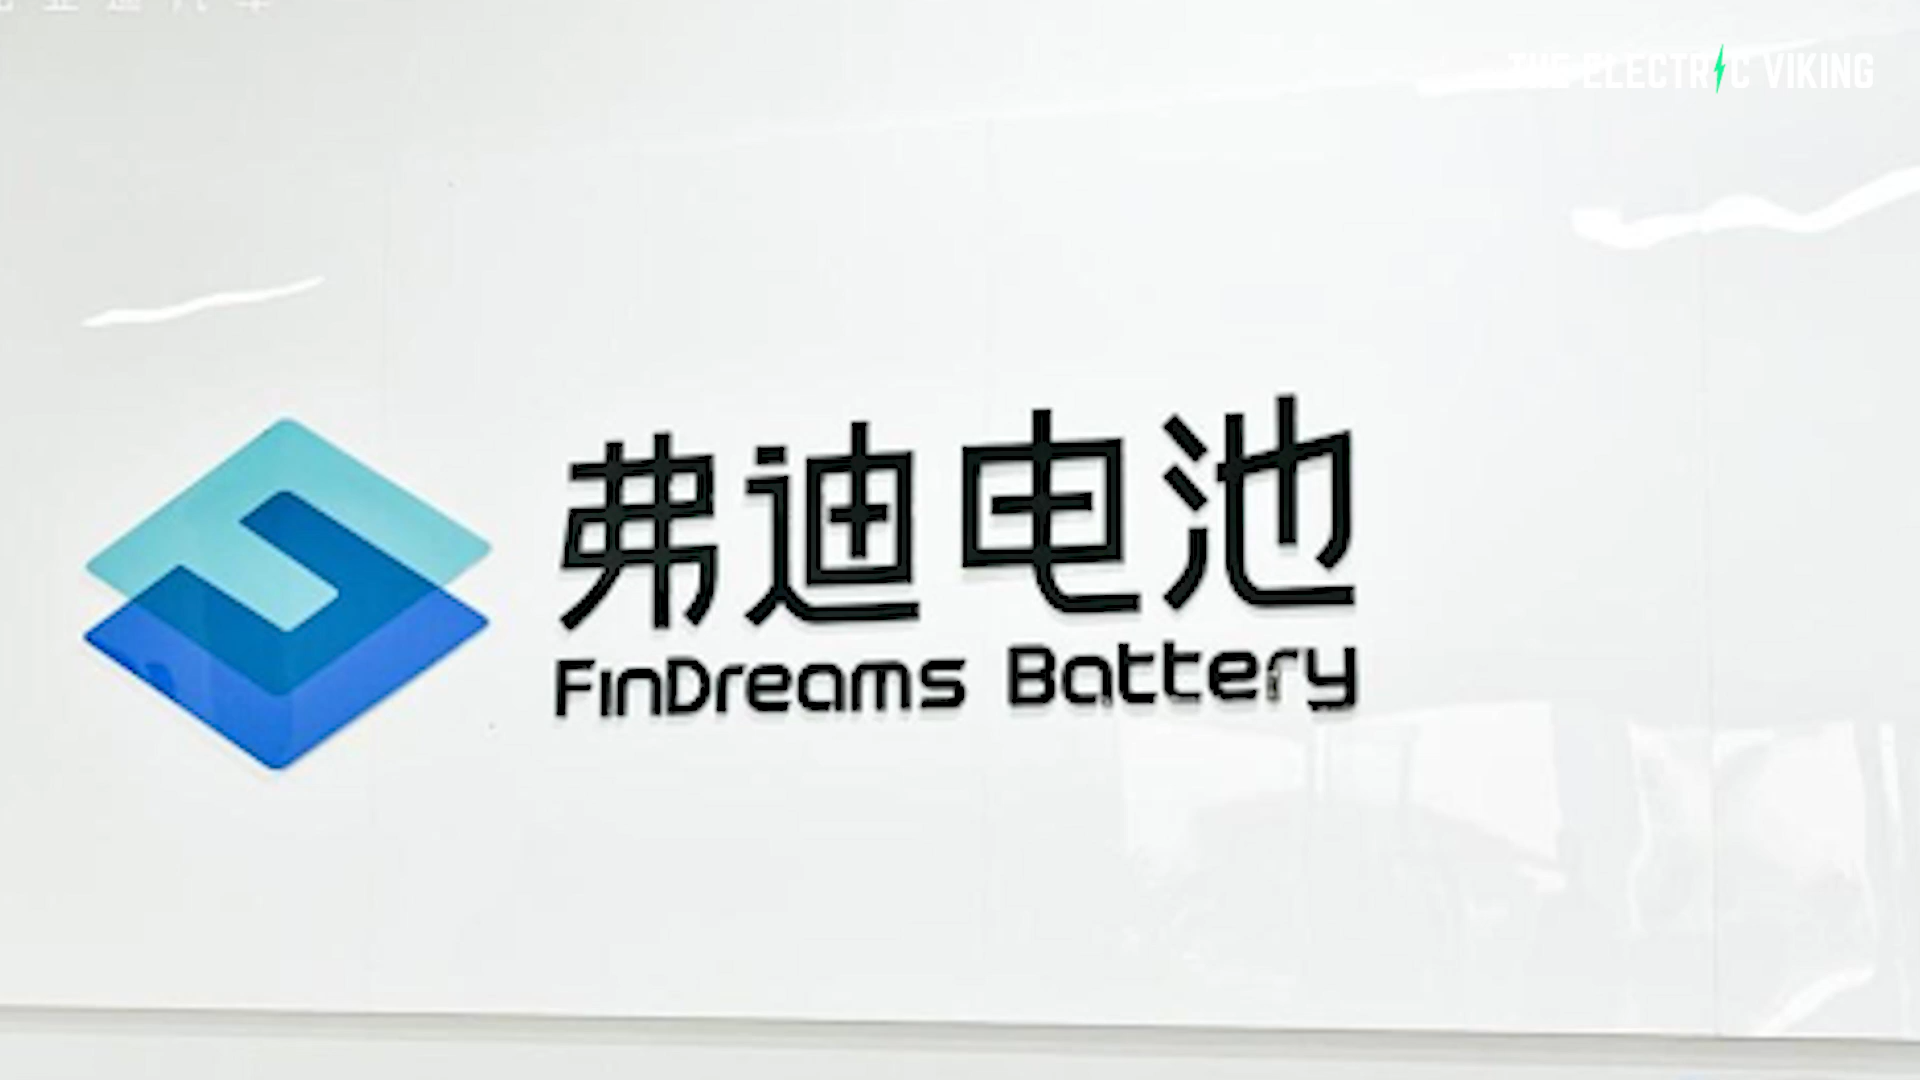 THE ELECTRIC VIKING
弗迪电池
FinDreams Battery